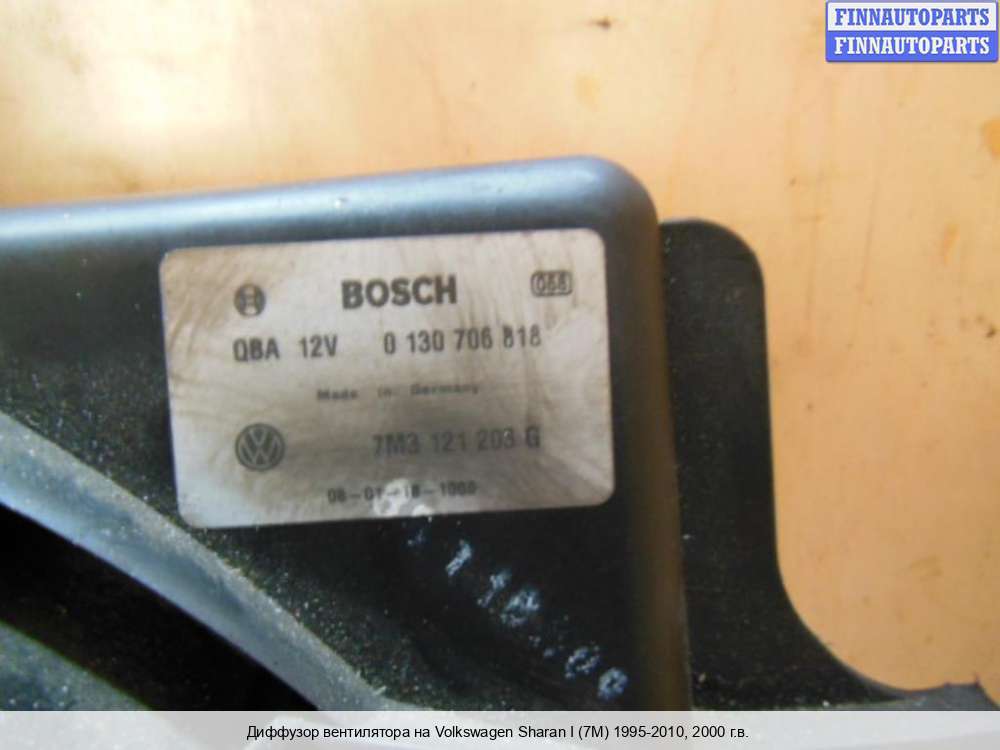 FINNAUTOPARTS
FINNAUTOPARTS
BOSCH 066
QBA 12V 0 130 706 818
Made in Germany
7M3 121 203 G
Диффузор вентилятора на Volkswagen Sharan I (7M) 1995-2010, 2000 г.в.